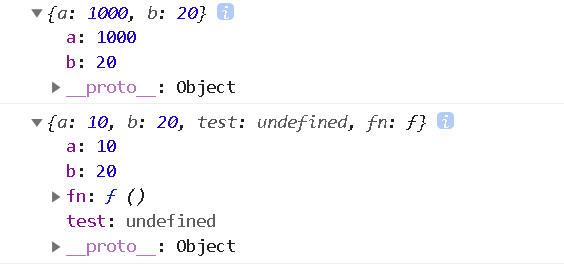 ▼{a: 1000, b: 20} i
a: 1000
b: 20
▶__proto__: Object
▼{a: 10, b: 20, test: undefined, fn: ƒ} i
a: 10
b: 20
▶fn: ƒ ()
test: undefined
▶__proto__: Object